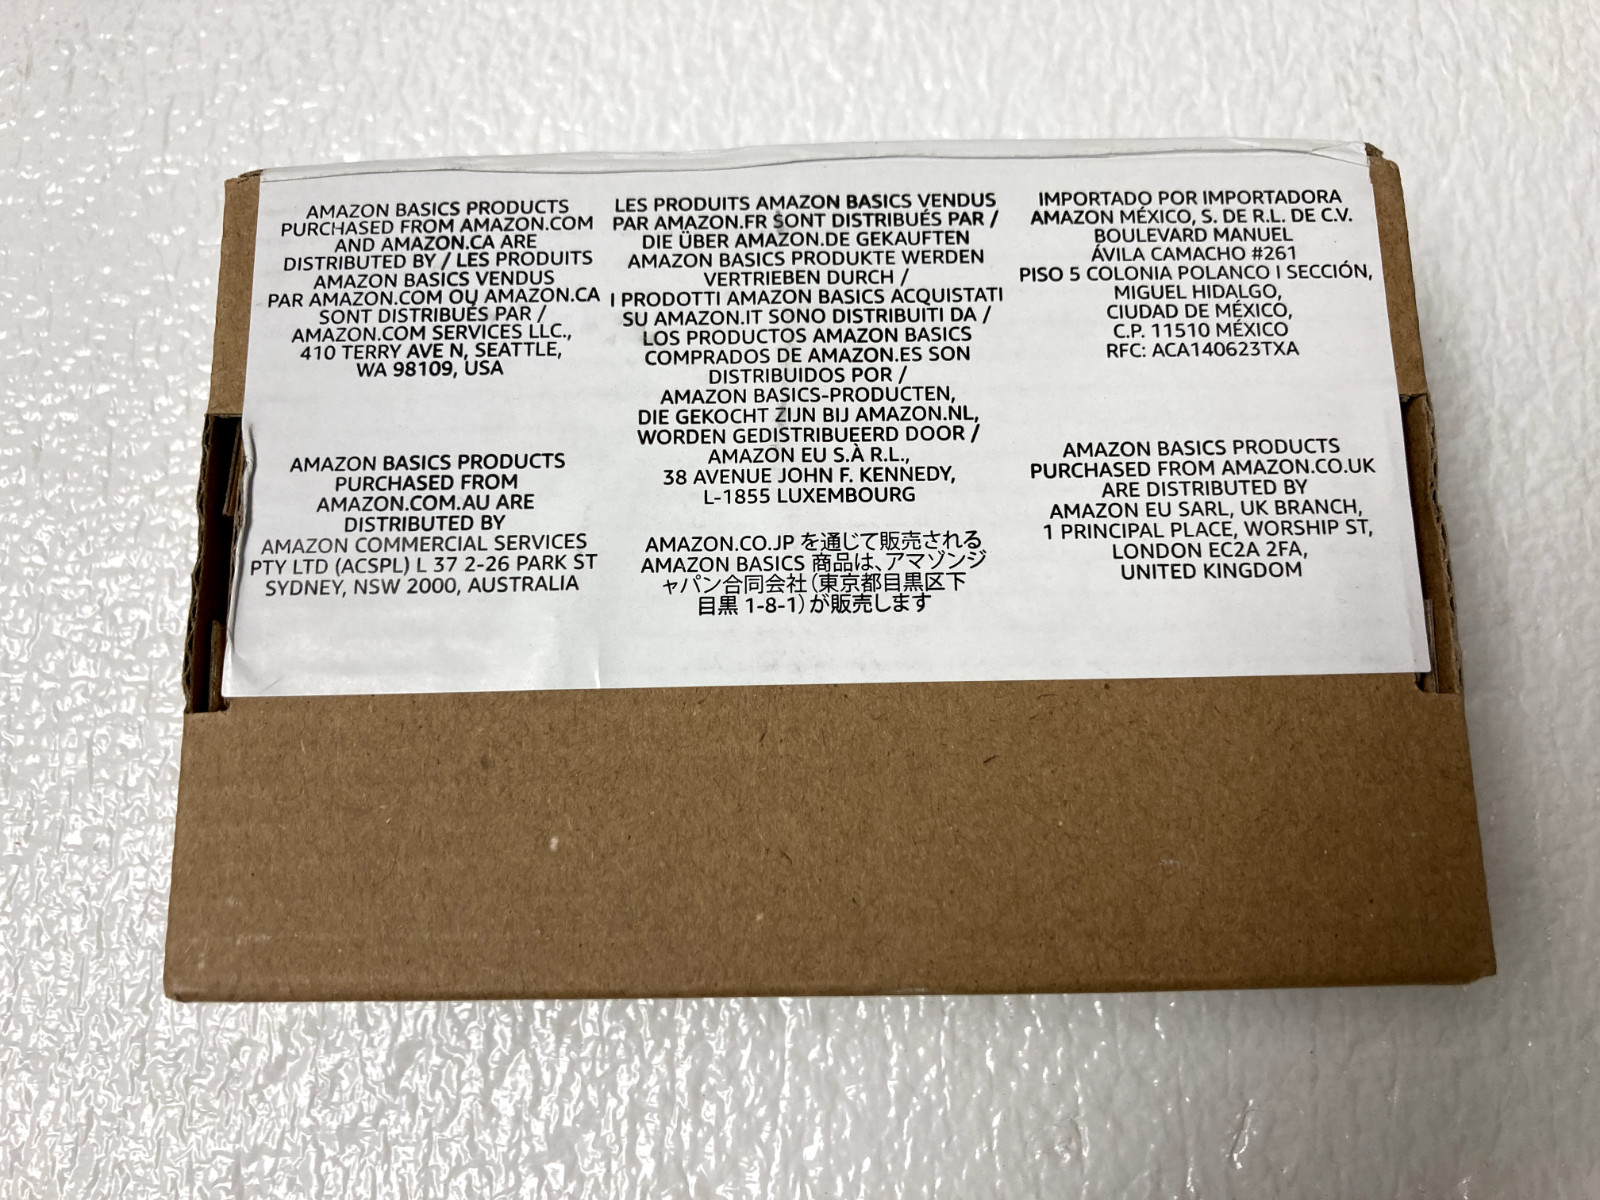 AMAZON BASICS PRODUCTS
PURCHASED FROM AMAZON.COM
AND AMAZON.CA ARE
DISTRIBUTED BY / LES PRODUITS
AMAZON BASICS VENDUS
PAR AMAZON.COM OU AMAZON.CA
SONT DISTRIBUÉS PAR /
AMAZON.COM SERVICES LLC.,
410 TERRY AVE N, SEATTLE,
WA 98109, USA
AMAZON BASICS PRODUCTS
PURCHASED FROM
AMAZON.COM.AU ARE
DISTRIBUTED BY
AMAZON COMMERCIAL SERVICES
PTY LTD (ACSPL) L 37 2-26 PARK ST
SYDNEY, NSW 2000, AUSTRALIA
LES PRODUITS AMAZON BASICS VENDUS
PAR AMAZON.FR SONT DISTRIBUÉS PAR /
DIE ÜBER AMAZON.DE GEKAUFTEN
AMAZON BASICS PRODUKTE WERDEN
VERTRIEBEN DURCH /
I PRODOTTI AMAZON BASICS ACQUISTATI
SU AMAZON.IT SONO DISTRIBUITI DA /
LOS PRODUCTOS AMAZON BASICS
COMPRADOS DE AMAZON.ES SON
DISTRIBUIDOS POR /
AMAZON BASICS-PRODUCTEN,
DIE GEKOCHT ZIJN BIJ AMAZON.NL,
WORDEN GEDISTRIBUEERD DOOR /
AMAZON EU S.À R.L.,
38 AVENUE JOHN F. KENNEDY,
L-1855 LUXEMBOURG
AMAZON.CO.JP を通じて販売される
AMAZON BASICS 商品は、アマゾンジ
ャパン合同会社（東京都目黒区下
目黒 1-8-1）が販売します
IMPORTADO POR IMPORTADORA
AMAZON MÉXICO, S. DE R.L. DE C.V.
BOULEVARD MANUEL
ÁVILA CAMACHO #261
PISO 5 COLONIA POLANCO I SECCIÓN,
MIGUEL HIDALGO,
CIUDAD DE MÉXICO,
C.P. 11510 MÉXICO
RFC: ACA140623TXA
AMAZON BASICS PRODUCTS
PURCHASED FROM AMAZON.CO.UK
ARE DISTRIBUTED BY
AMAZON EU SARL, UK BRANCH,
1 PRINCIPAL PLACE, WORSHIP ST,
LONDON EC2A 2FA,
UNITED KINGDOM